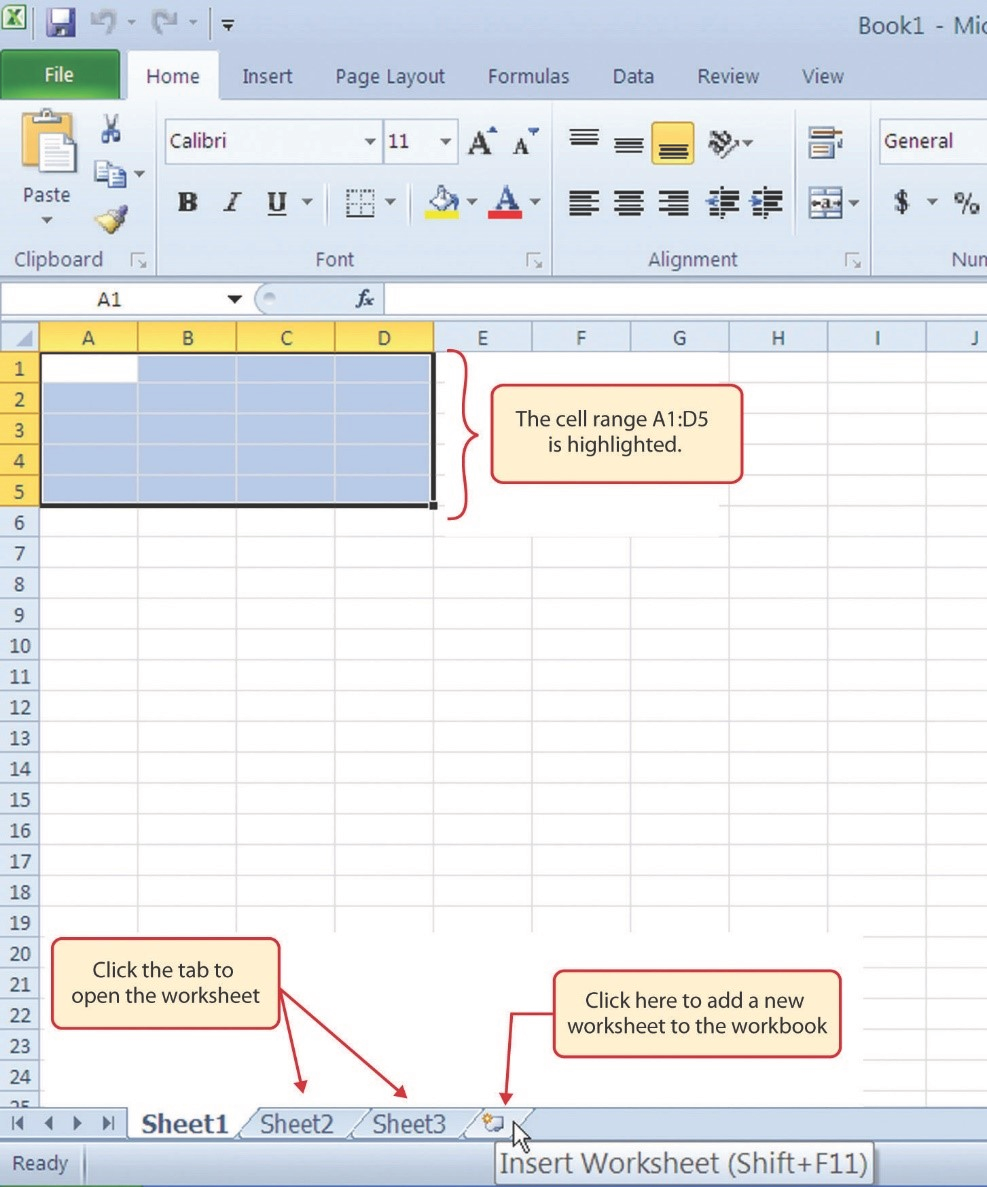 Book1 - Mic
File Home Insert Page Layout Formulas Data Review View
Calibri 11 A A General
Paste
B I U A a $ %
Clipboard Font Alignment Num
A1 fx
A B C D E F G H I J
1
2
3
4
5
The cell range A1:D5
is highlighted.
6
7
8
9
10
11
12
13
14
15
16
17
18
19
20
21
22
23
24
25
Click the tab to
open the worksheet
Click here to add a new
worksheet to the workbook
Sheet1 Sheet2 Sheet3
Ready
Insert Worksheet (Shift+F11)